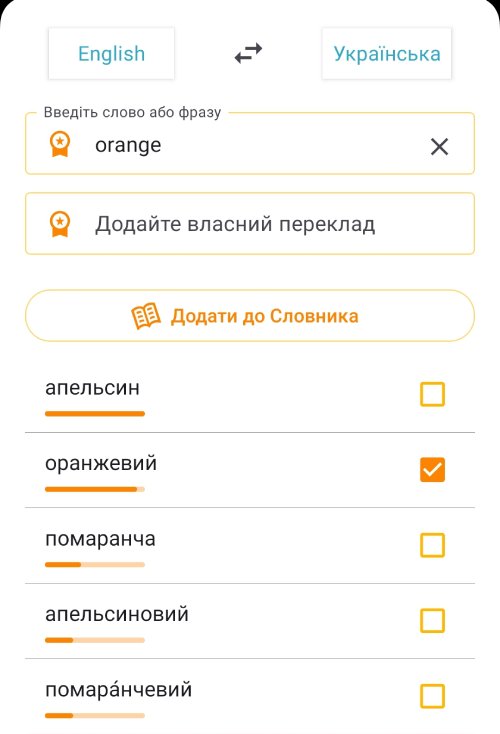 English
Українська
Введіть слово або фразу
orange
Додайте власний переклад
Додати до Словника
апельсин
оранжевий
помаранча
апельсиновий
помара́нчевий